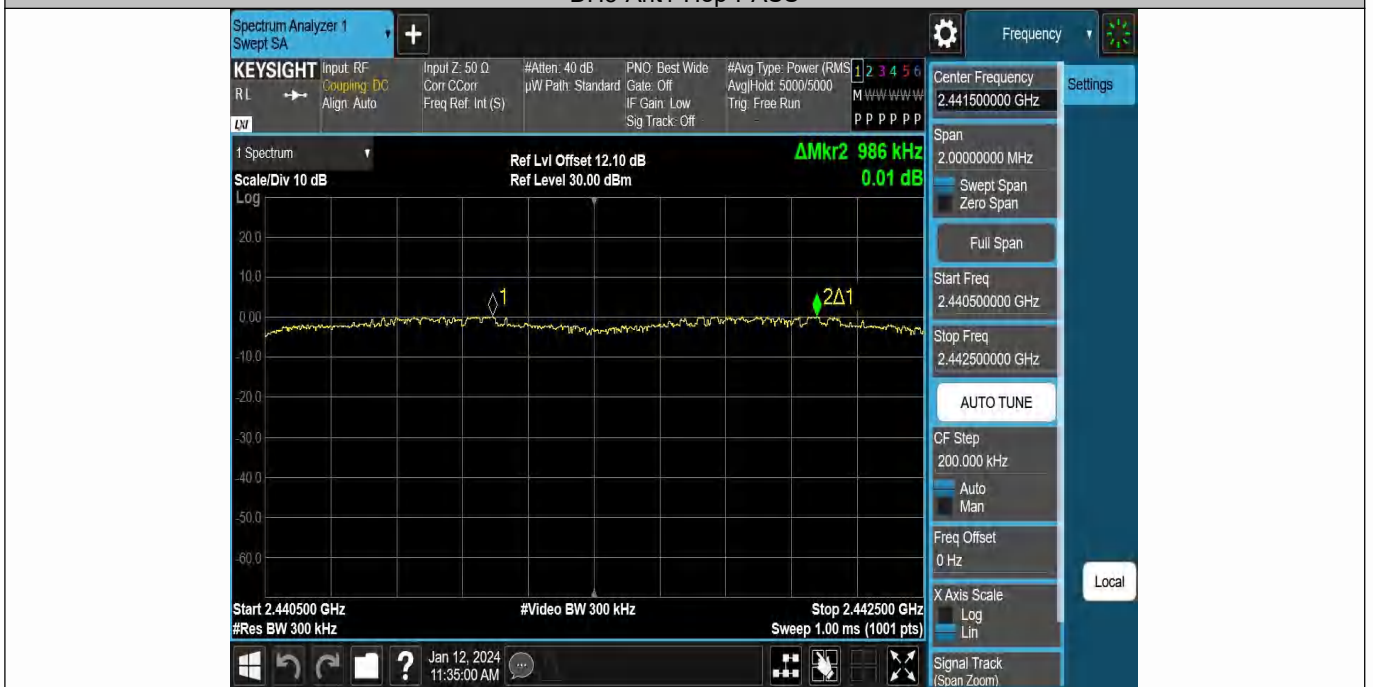 Spectrum Analyzer 1
Swept SA
KEYSIGHT
RL
LXI
Input: RF
Coupling: DC
Align: Auto
Input Z: 50 Ω
Corr CCorr
Freq Ref: Int (S)
#Atten: 40 dB
µW Path: Standard
PNO: Best Wide
Gate: Off
IF Gain: Low
Sig Track: Off
#Avg Type: Power (RMS
Avg|Hold: 5000/5000
Trig: Free Run
1 2 3 4 5 6
M W W W W W
P P P P P P
1 Spectrum
Scale/Div 10 dB
Log
Ref Lvl Offset 12.10 dB
Ref Level 30.00 dBm
ΔMkr2 986 kHz
0.01 dB
20.0
10.0
0.00
-10.0
-20.0
-30.0
-40.0
-50.0
-60.0
1
2Δ1
Start 2.440500 GHz
#Res BW 300 kHz
#Video BW 300 kHz
Stop 2.442500 GHz
Sweep 1.00 ms (1001 pts)
Jan 12, 2024
11:35:00 AM
Frequency
Settings
Center Frequency
2.441500000 GHz
Span
2.00000000 MHz
Swept Span
Zero Span
Full Span
Start Freq
2.440500000 GHz
Stop Freq
2.442500000 GHz
AUTO TUNE
CF Step
200.000 kHz
Auto
Man
Freq Offset
0 Hz
X Axis Scale
Log
Lin
Signal Track
(Span Zoom)
Local